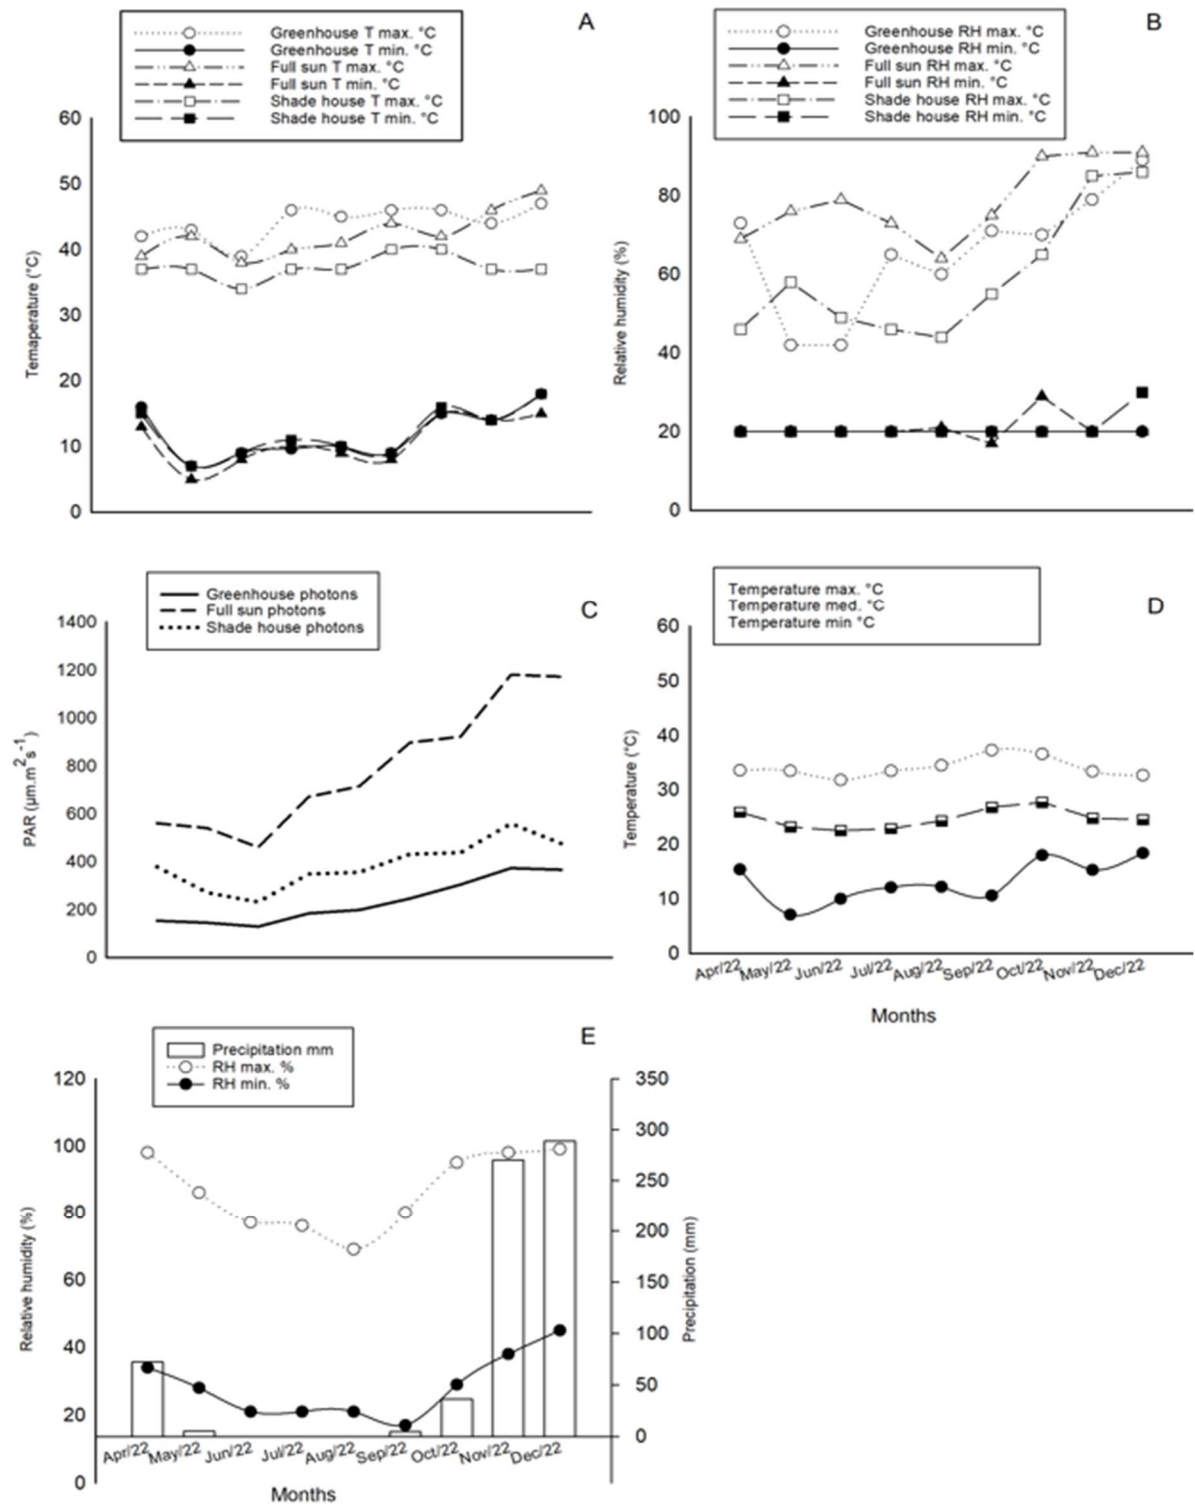 A
Greenhouse T max. °C
Greenhouse T min. °C
Full sun T max. °C
Full sun T min. °C
Shade house T max. °C
Shade house T min. °C
60
50
40
30
20
10
0
Temaperature (°C)
B
Greenhouse RH max. °C
Greenhouse RH min. °C
Full sun RH max. °C
Full sun RH min. °C
Shade house RH max. °C
Shade house RH min. °C
100
80
60
40
20
0
Relative humidity (%)
C
Greenhouse photons
Full sun photons
Shade house photons
1400
1200
1000
800
600
400
200
0
PAR (µm.m²s⁻¹)
D
Temperature max. °C
Temperature med. °C
Temperature min °C
60
50
40
30
20
10
0
Temperature (°C)
Apr/22 May/22 Jun/22 Jul/22 Aug/22 Sep/22 Oct/22 Nov/22 Dec/22
Months
E
Precipitation mm
RH max. %
RH min. %
120
100
80
60
40
20
0
Relative humidity (%)
350
300
250
200
150
100
50
0
Precipitation (mm)
Apr/22 May/22 Jun/22 Jul/22 Aug/22 Sep/22 Oct/22 Nov/22 Dec/22
Months